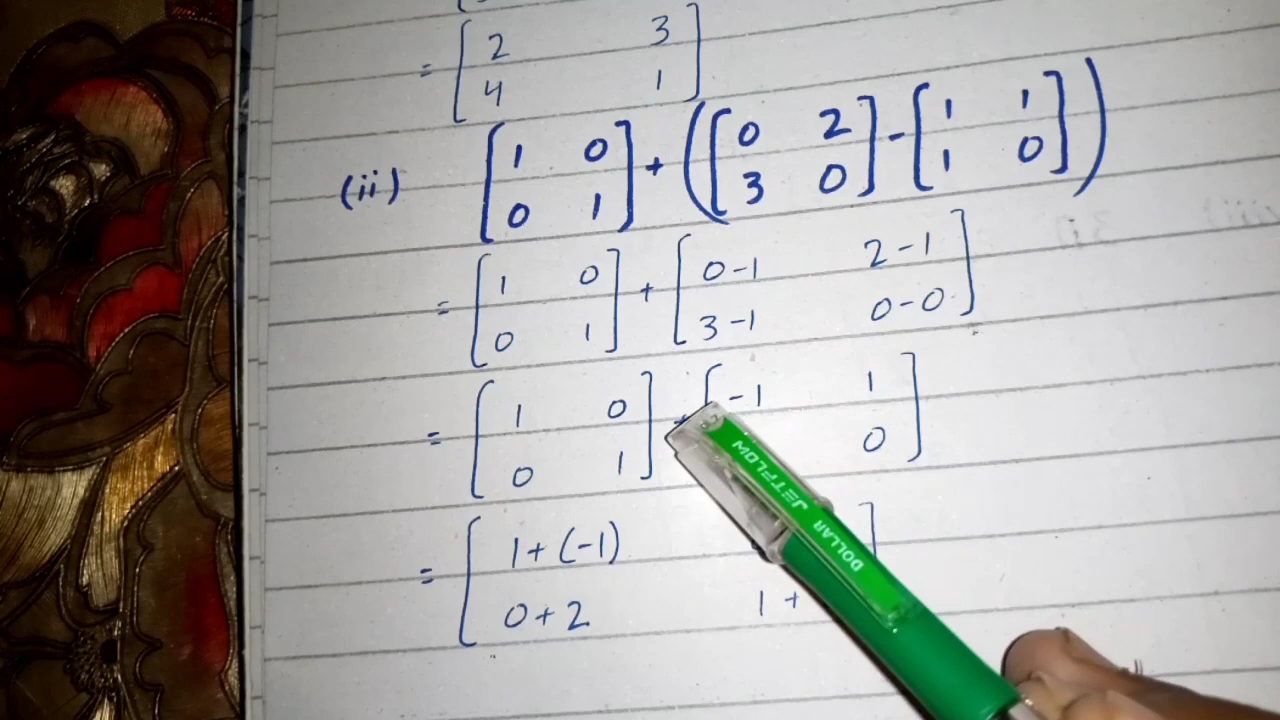 = [ 2 3
4 1 ]
(ii) [ 1 0 ] + ( [ 0 2 ] - [ 1 1 ] )
0 1 3 0 1 0
= [ 1 0 ] + [ 0-1 2-1 ]
0 1 3-1 0-0
= [ 1 0 ] + [ -1 1 ]
0 1 0
= [ 1+(-1) ]
0+2 1+
DOLLAR JETFLOW